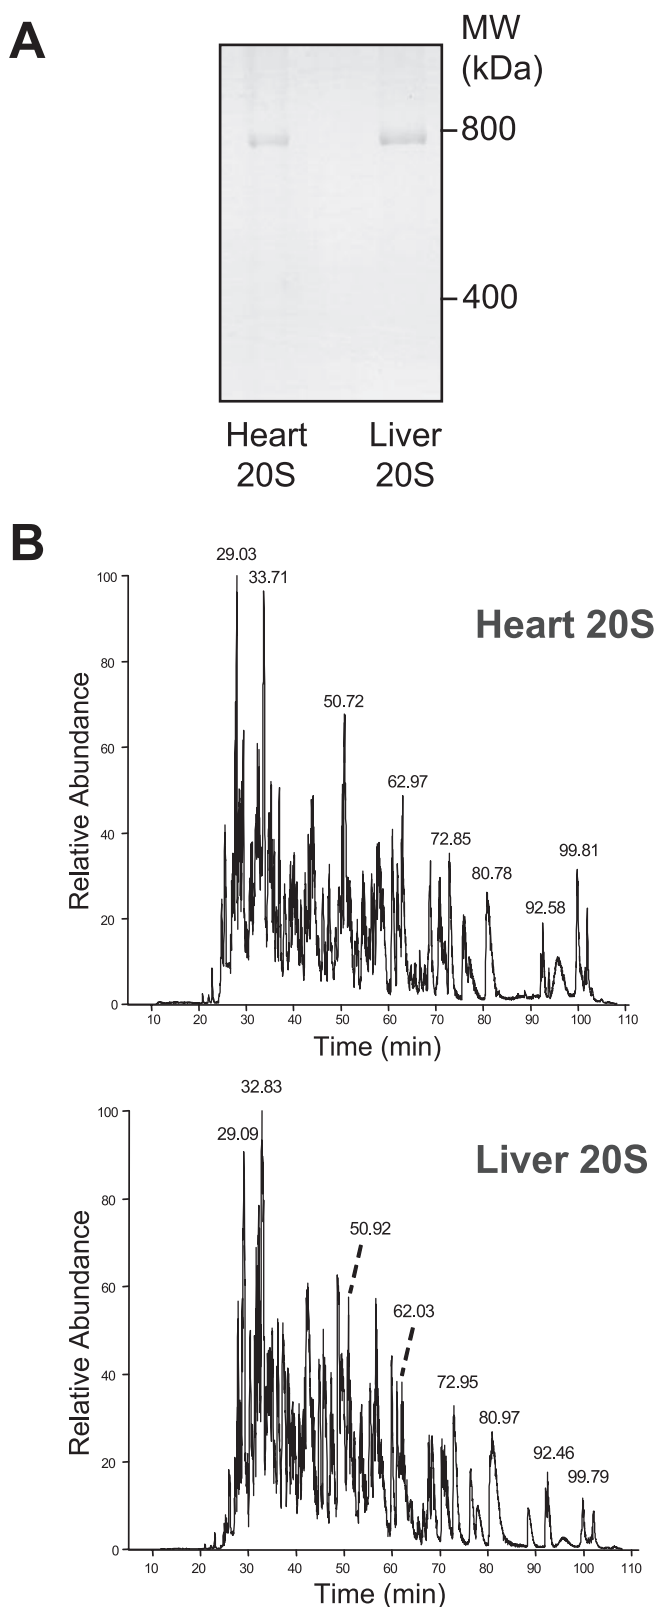 A
MW
(kDa)
800
400
Heart
20S
Liver
20S
B
Heart 20S
29.03
33.71
50.72
62.97
72.85
80.78
92.58
99.81
100
80
60
40
20
0
Relative Abundance
10 20 30 40 50 60 70 80 90 100 110
Time (min)
Liver 20S
32.83
29.09
50.92
62.03
72.95
80.97
92.46
99.79
100
80
60
40
20
0
Relative Abundance
10 20 30 40 50 60 70 80 90 100 110
Time (min)